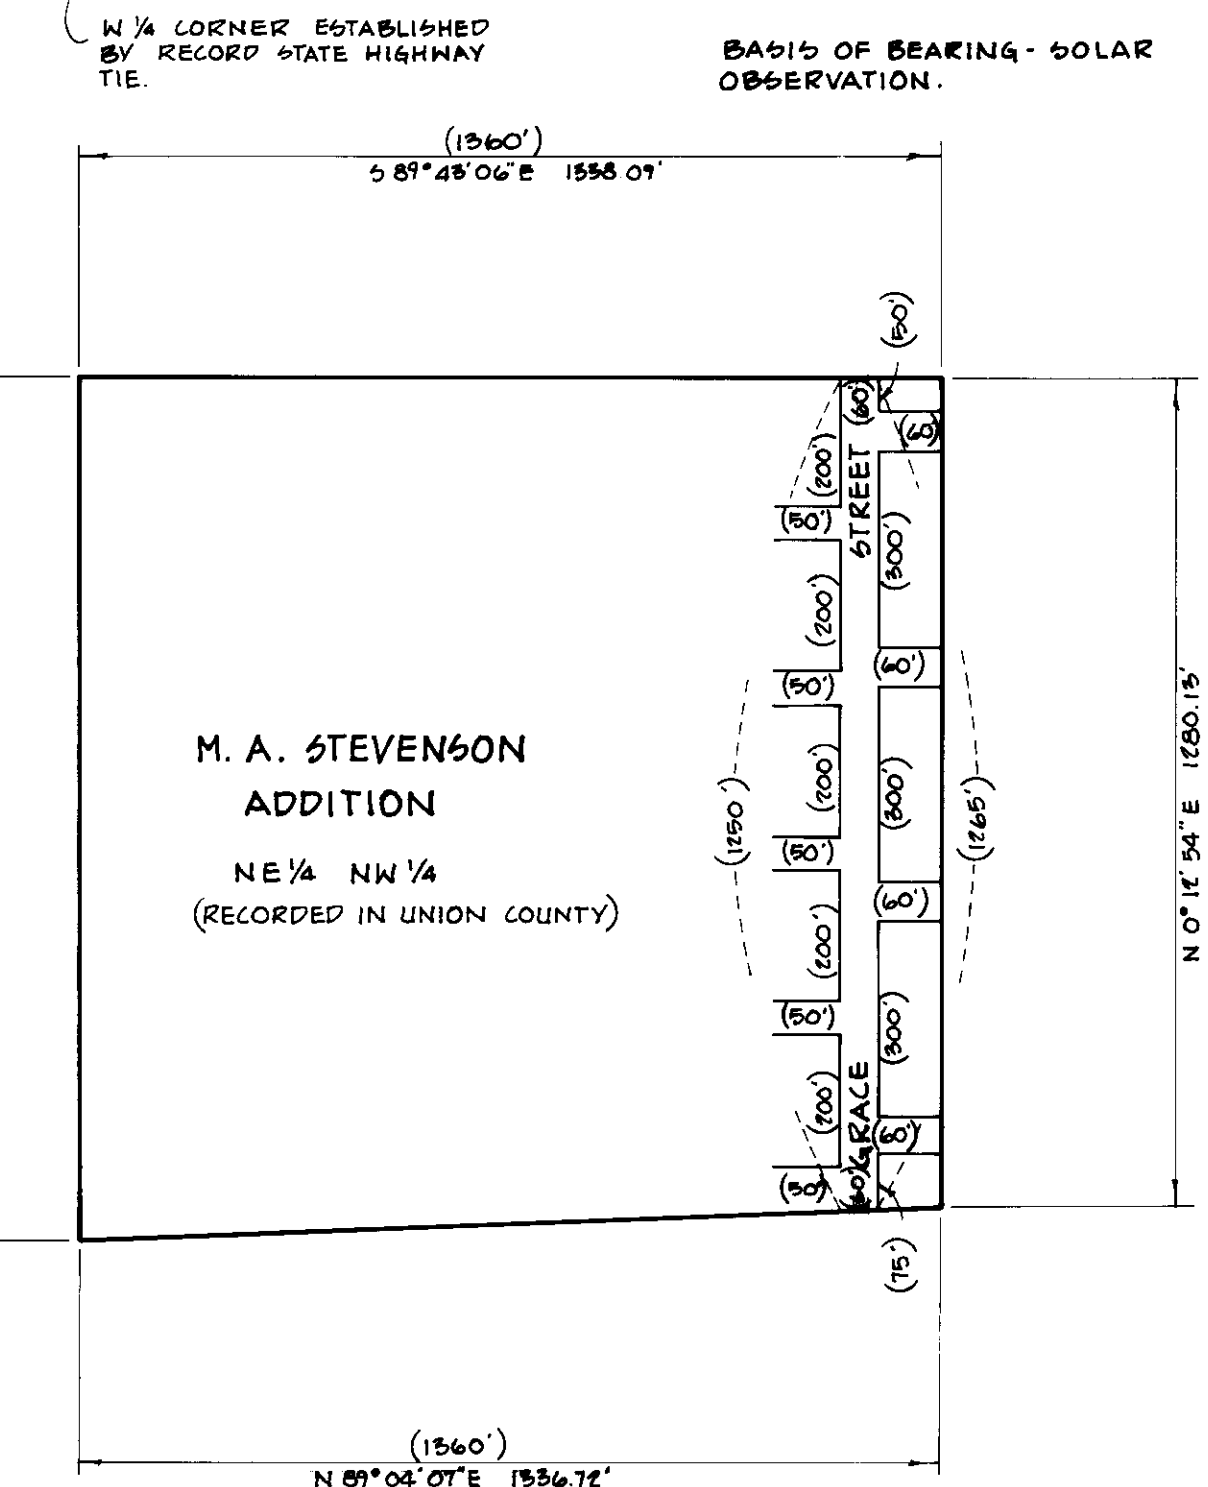 W 1/4 CORNER ESTABLISHED
BY RECORD STATE HIGHWAY
TIE.
BASIS OF BEARING - SOLAR
OBSERVATION.
(1360')
S 89°43'06"E 1338.09'
(50')
(60')
(60')
(200')
STREET
(50')
(300')
(200')
(60')
(50')
N 0°12'54"E 1280.13'
M. A. STEVENSON
ADDITION
(200')
(300')
(1250')
(1265')
(50')
NE 1/4 NW 1/4
(RECORDED IN UNION COUNTY)
(60')
(200')
(50')
(300')
(200')
GRACE
(60')
(50')
(60')
(75')
(1360')
N 89°04'07"E 1336.72'